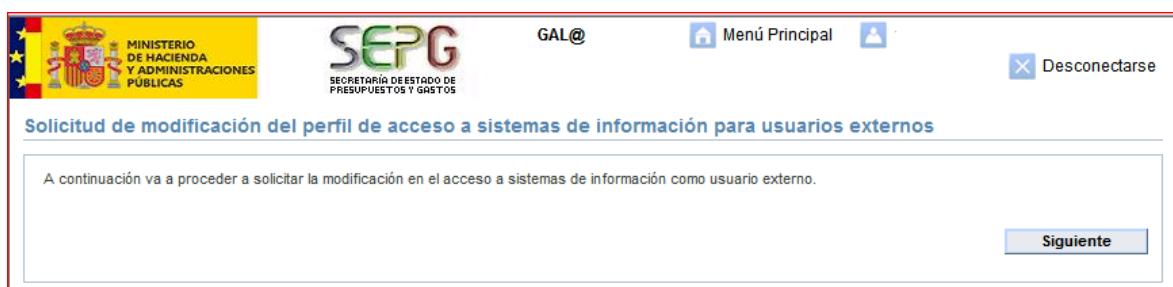 MINISTERIO
DE HACIENDA
Y ADMINISTRACIONES
PÚBLICAS
SEPG
SECRETARÍA DE ESTADO DE
PRESUPUESTOS Y GASTOS
GAL@
Menú Principal
Desconectarse
Solicitud de modificación del perfil de acceso a sistemas de información para usuarios externos
A continuación va a proceder a solicitar la modificación en el acceso a sistemas de información como usuario externo.
Siguiente